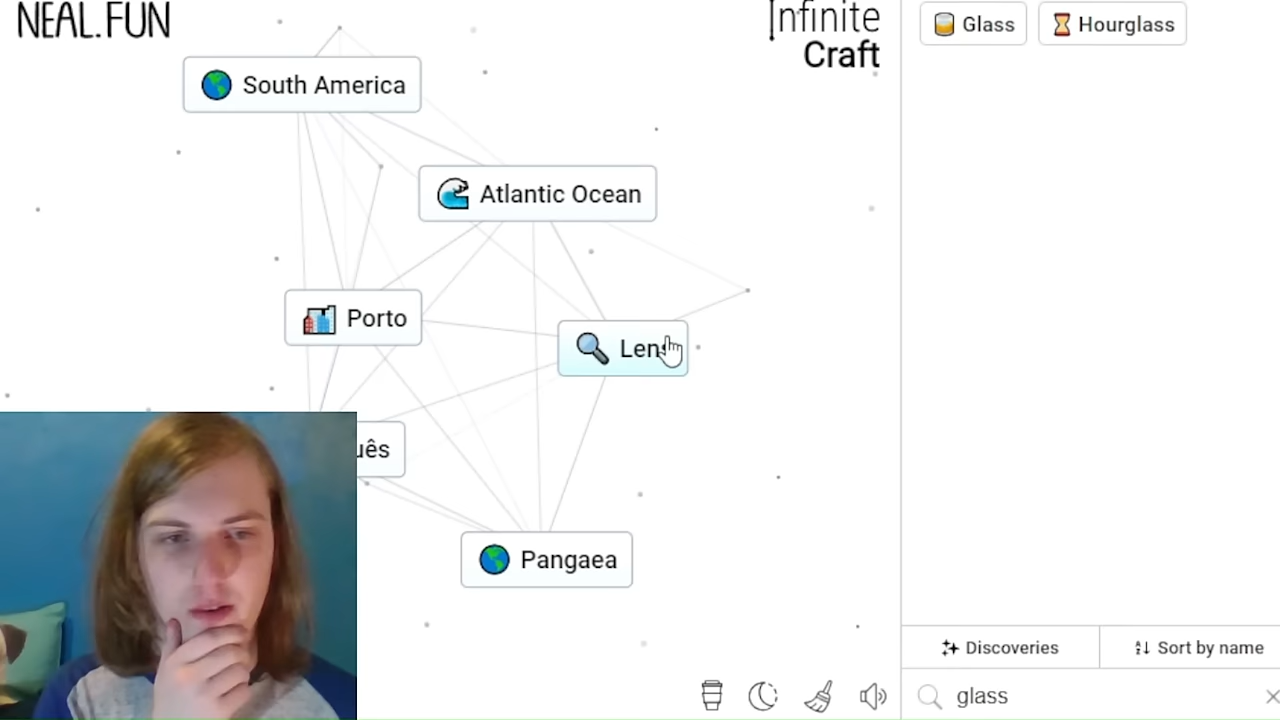 NEAL.FUN
Infinite
Craft
Glass
Hourglass
South America
Atlantic Ocean
Porto
uês
Pangaea
Discoveries
Sort by name
glass